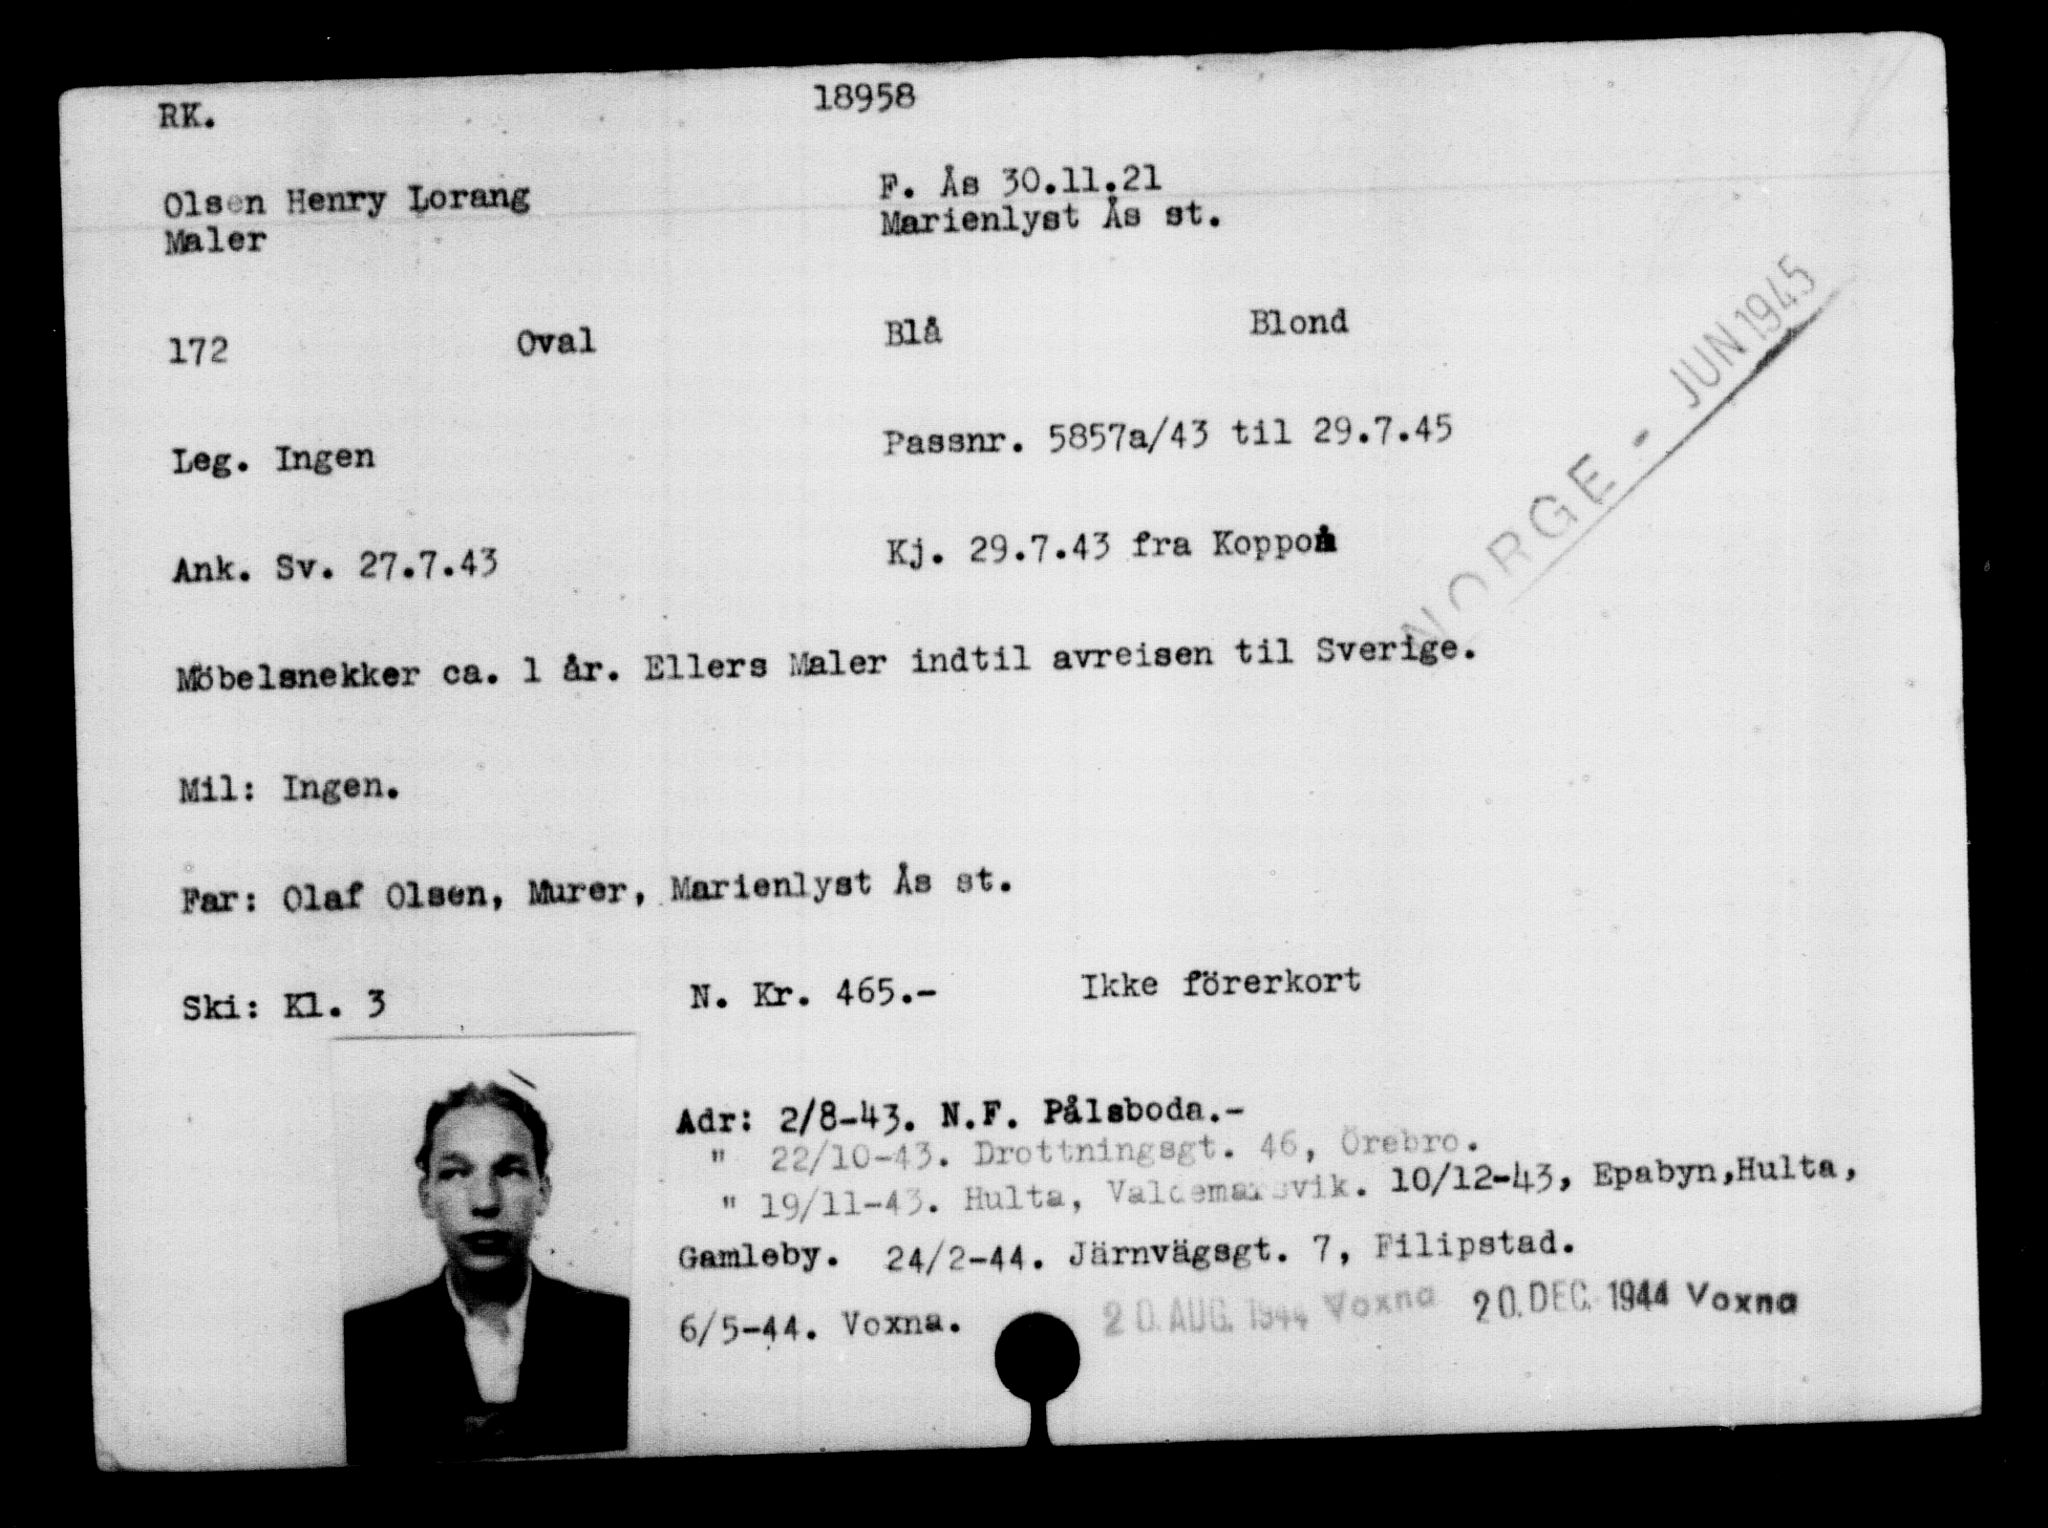 RK. 18958
Olsen Henry Lorang F. Ås 30.11.21
Maler Marienlyst Ås st.
172 Oval Blå Blond
Leg. Ingen Passnr. 5857a/43 til 29.7.45
Ank. Sv. 27.7.43 Kj. 29.7.43 fra Koppom
NORGE - JUN 1945
Möbelsnekker ca. 1 år. Ellers Maler indtil avreisen til Sverige.
Mil: Ingen.
Far: Olaf Olsen, Murer, Marienlyst Ås st.
Ski: Kl. 3 N. Kr. 465.- Ikke förerkort
Adr: 2/8-43. N.F. Pålsboda.-
" 22/10-43. Drottningsgt. 46, Örebro.
" 19/11-43. Hulta, Valdemarsvik. 10/12-43, Epabyn,Hulta,
Gamleby. 24/2-44. Järnvägsgt. 7, Filipstad.
6/5-44. Voxna. 20. AUG. 1944 Voxna 20. DEC. 1944 Voxna